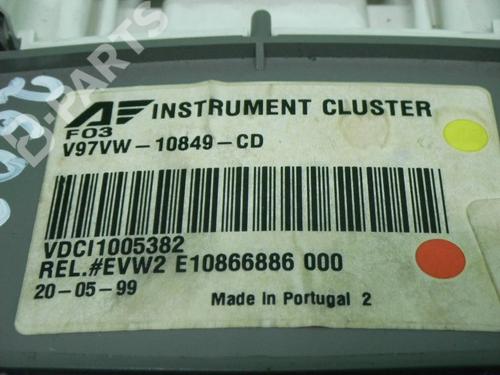 AF INSTRUMENT CLUSTER
F03
V97VW-10849-CD
VDCI1005382
REL.#EVW2 E10866886 000
20-05-99 Made in Portugal 2
B-PARTS